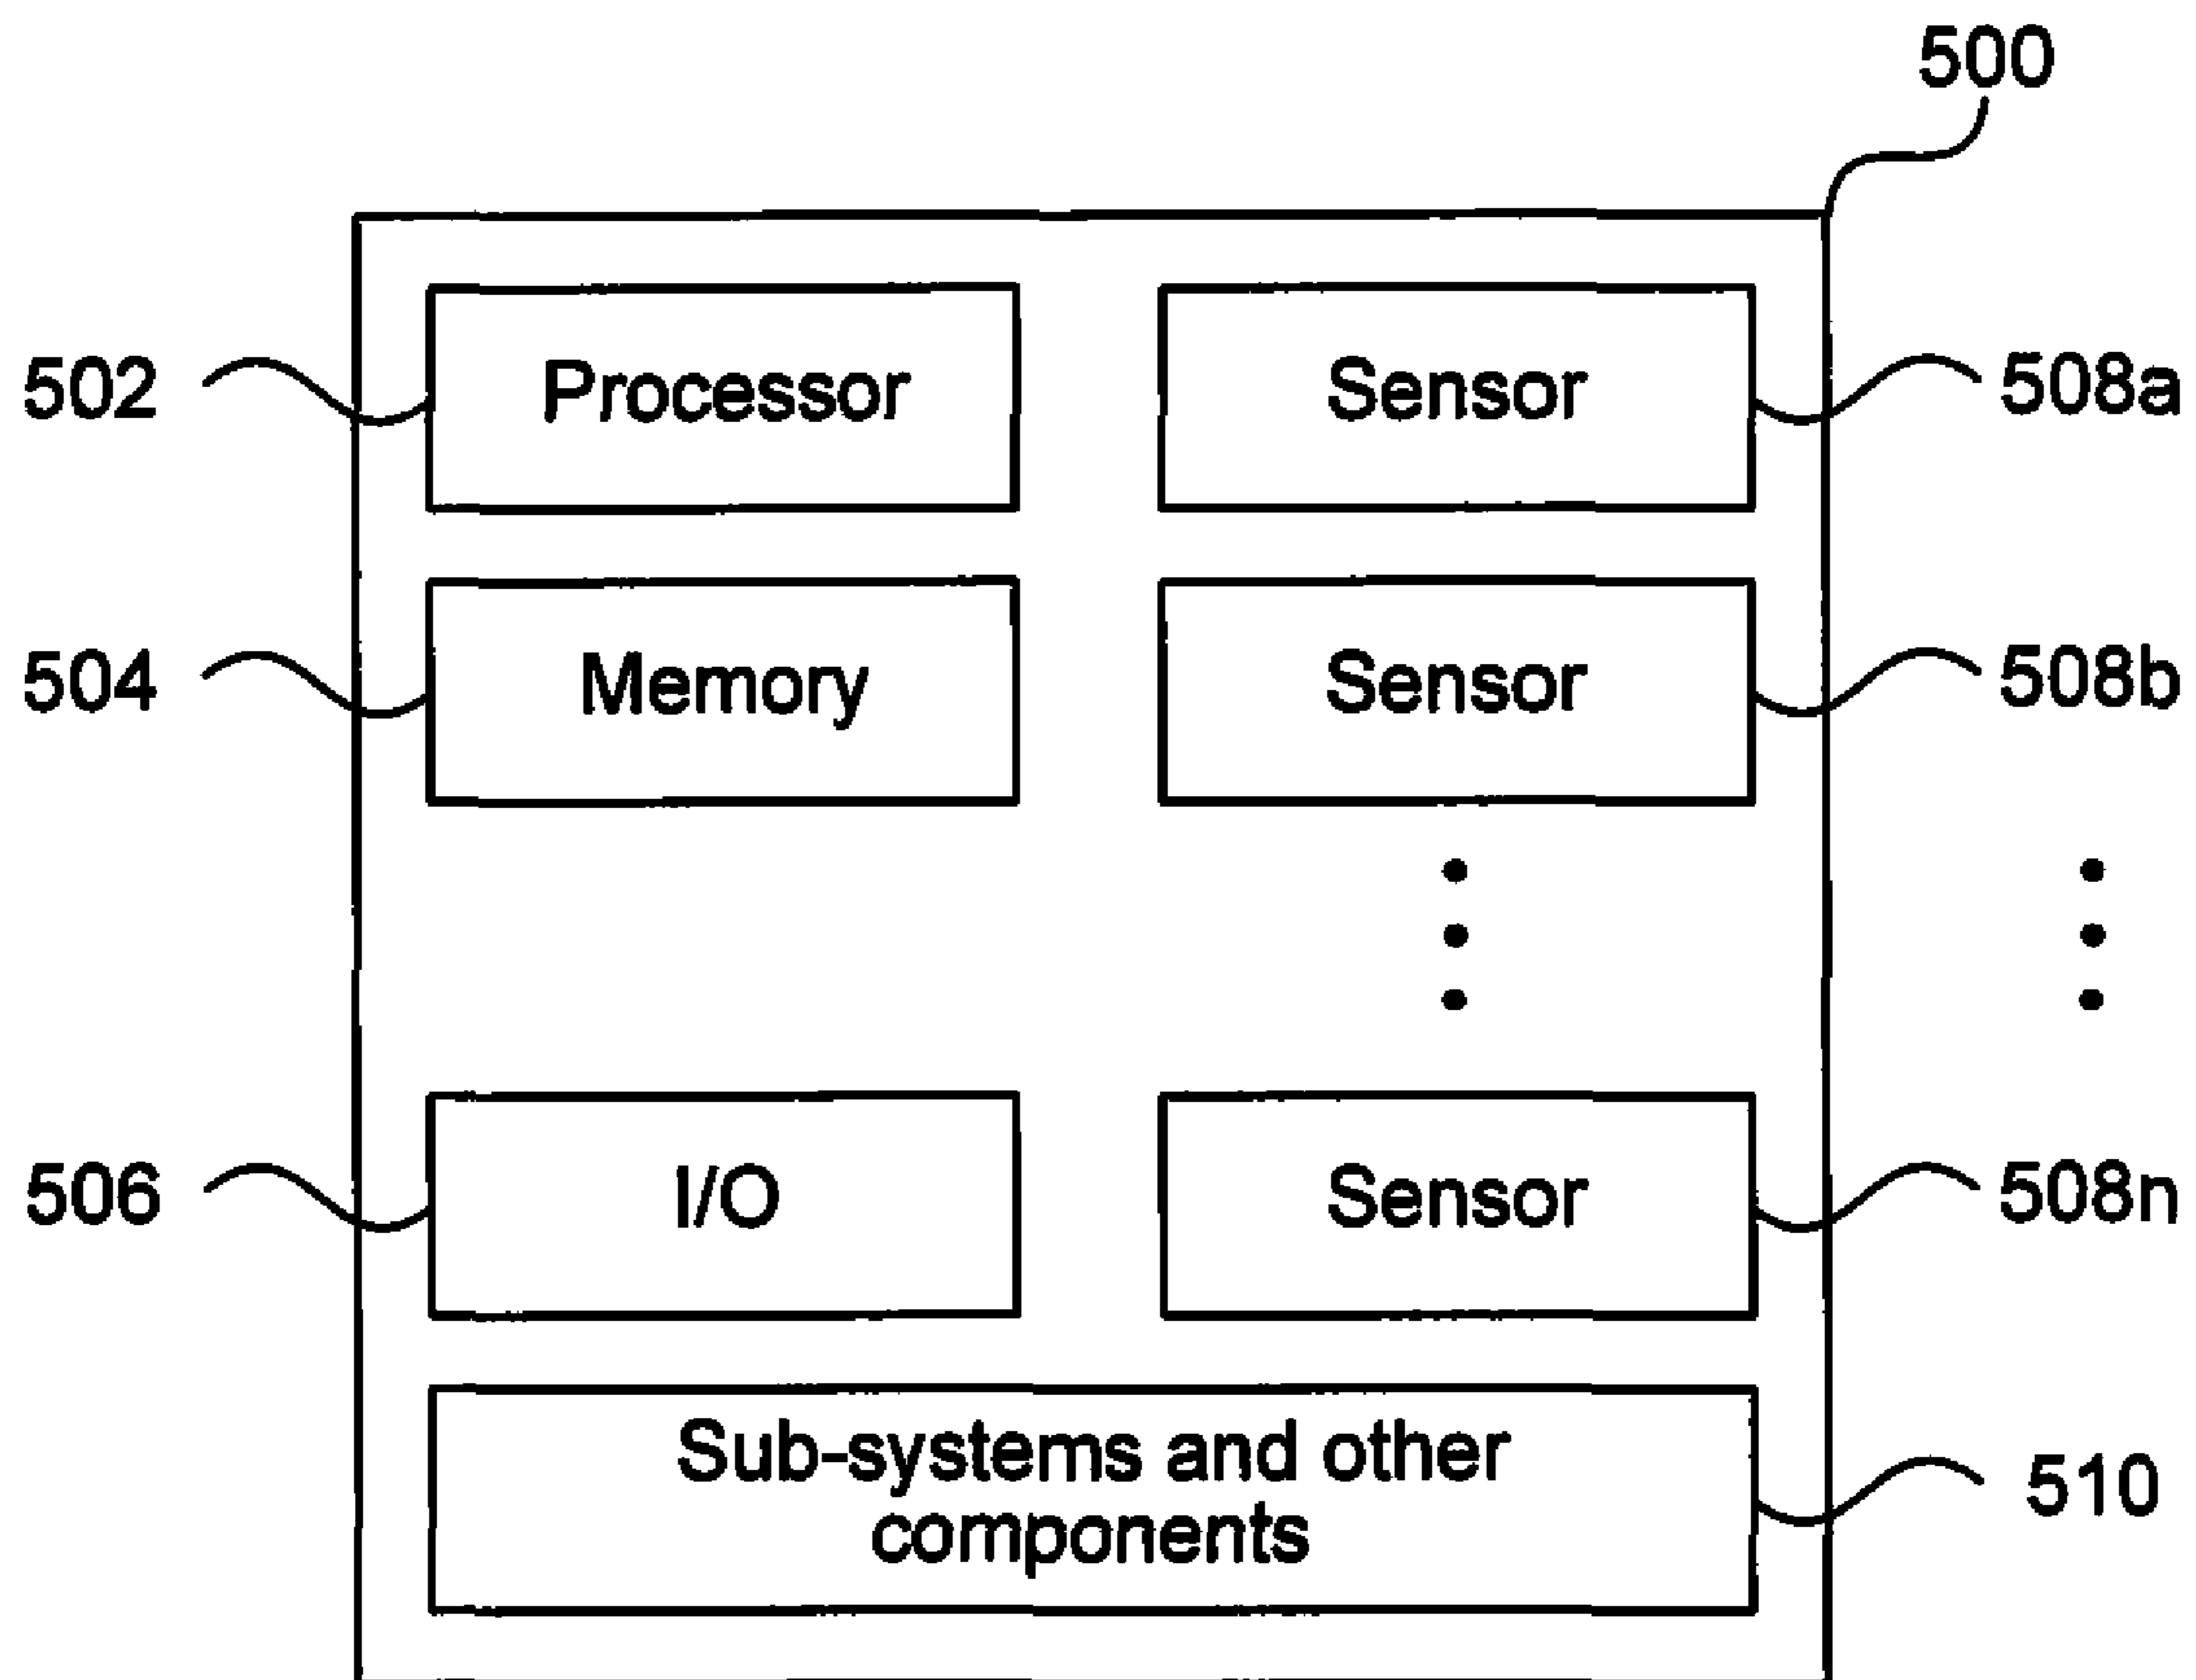 500
502 Processor Sensor 508a
504 Memory Sensor 508b
506 I/O Sensor 508n
Sub-systems and other
components
510